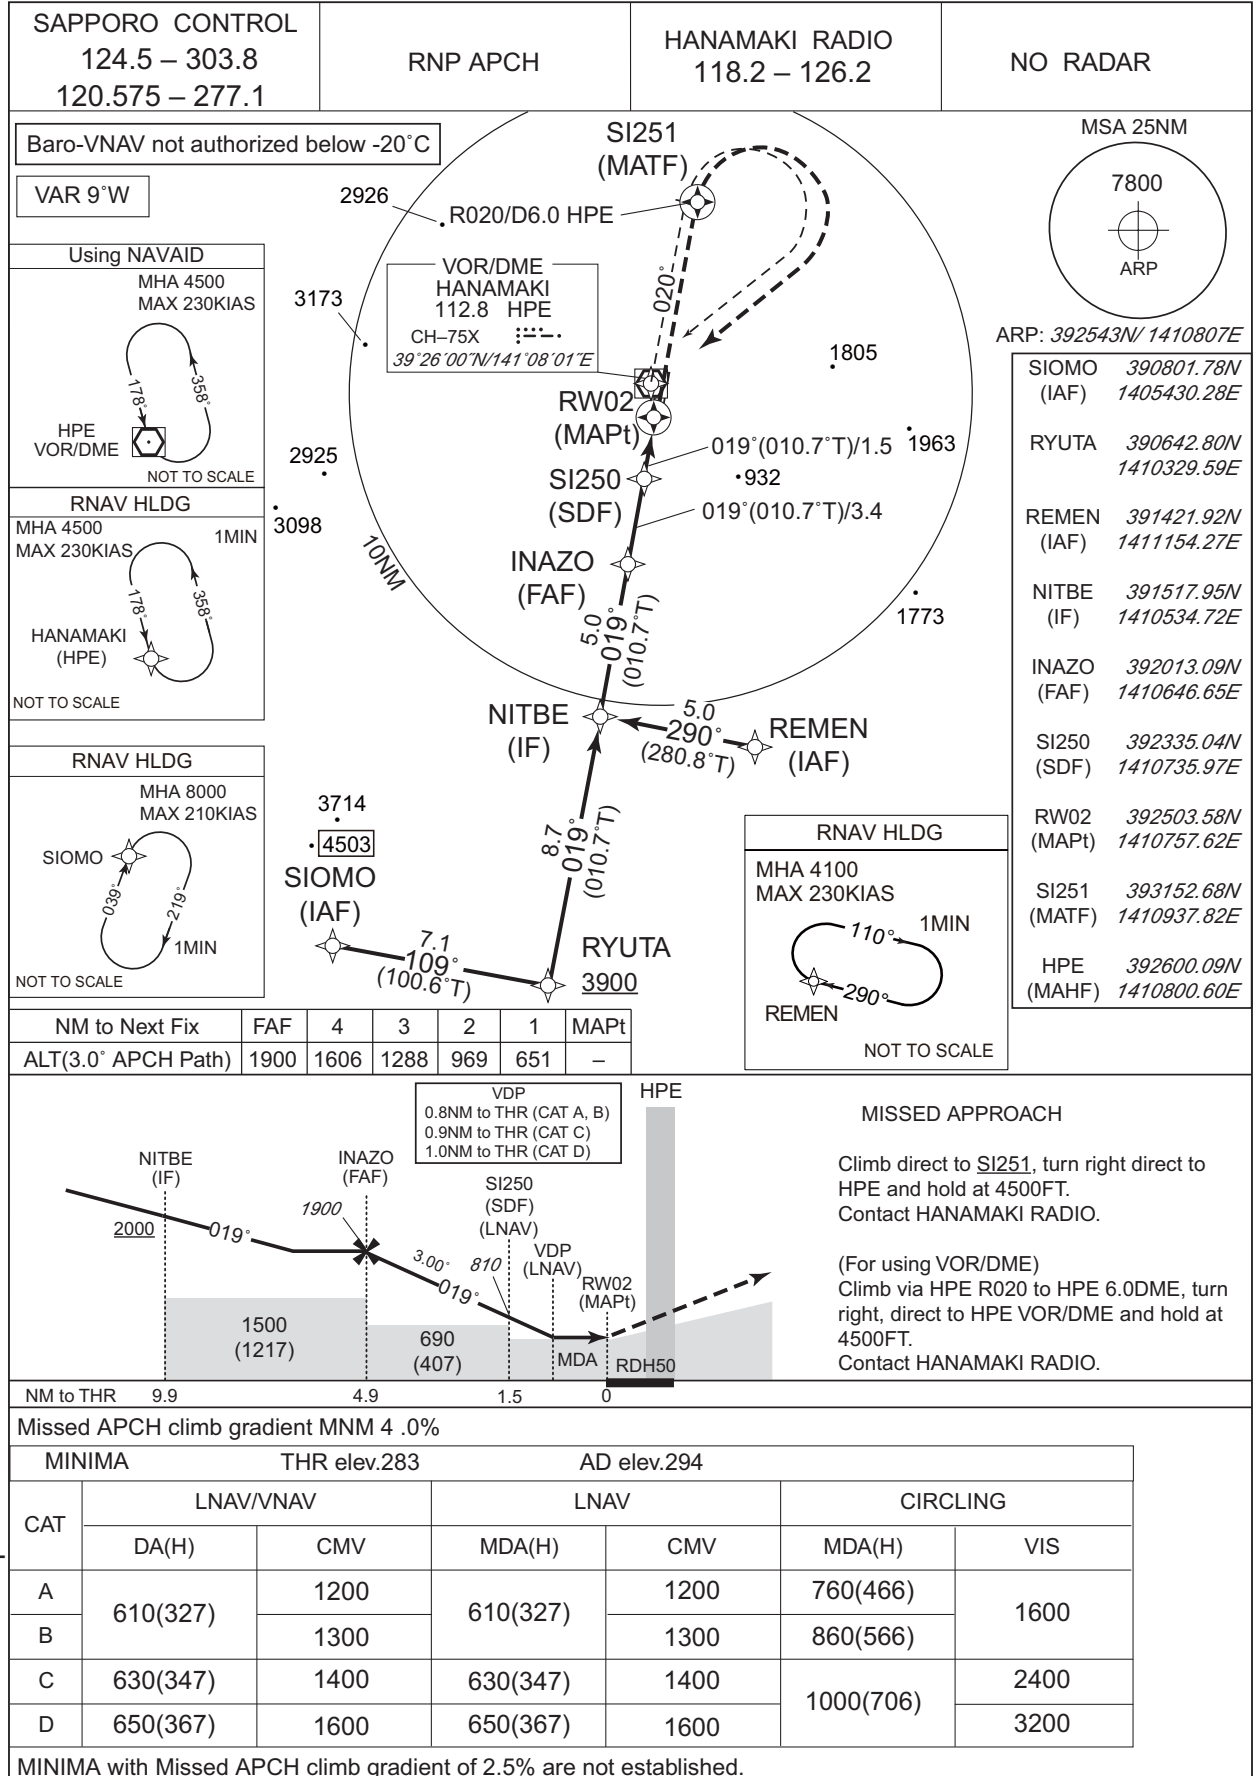 SAPPORO CONTROL
124.5 – 303.8
120.575 – 277.1
RNP APCH
HANAMAKI RADIO
118.2 – 126.2
NO RADAR
Baro-VNAV not authorized below -20˚C
VAR 9˚W
SI251
(MATF)
2926
R020/D6.0 HPE
MSA 25NM
7800
ARP
ARP: 392543N/ 1410807E
Using NAVAID
MHA 4500
MAX 230KIAS
178˚
358˚
HPE
VOR/DME
NOT TO SCALE
VOR/DME
HANAMAKI
112.8 HPE
CH–75X
39˚26´00˝N/141˚08´01˝E
020˚
3173
1805
RW02
(MAPt)
1963
019˚(010.7˚T)/1.5
2925
SI250
(SDF)
932
019˚(010.7˚T)/3.4
3098
RNAV HLDG
MHA 4500
MAX 230KIAS
1MIN
178˚
358˚
HANAMAKI
(HPE)
NOT TO SCALE
10NM
INAZO
(FAF)
1773
5.0
019˚
(010.7˚T)
NITBE
(IF)
5.0
290˚
(280.8˚T)
REMEN
(IAF)
RNAV HLDG
MHA 8000
MAX 210KIAS
SIOMO
039˚
219˚
1MIN
NOT TO SCALE
3714
4503
SIOMO
(IAF)
8.7
019˚
(010.7˚T)
7.1
109˚
(100.6˚T)
RYUTA
3900
RNAV HLDG
MHA 4100
MAX 230KIAS
110˚
1MIN
290˚
REMEN
NOT TO SCALE
SIOMO 390801.78N
(IAF) 1405430.28E
RYUTA 390642.80N
1410329.59E
REMEN 391421.92N
(IAF) 1411154.27E
NITBE 391517.95N
(IF) 1410534.72E
INAZO 392013.09N
(FAF) 1410646.65E
SI250 392335.04N
(SDF) 1410735.97E
RW02 392503.58N
(MAPt) 1410757.62E
SI251 393152.68N
(MATF) 1410937.82E
HPE 392600.09N
(MAHF) 1410800.60E
NM to Next Fix FAF 4 3 2 1 MAPt
ALT(3.0˚ APCH Path) 1900 1606 1288 969 651 –
VDP
0.8NM to THR (CAT A, B)
0.9NM to THR (CAT C)
1.0NM to THR (CAT D)
HPE
NITBE
(IF)
INAZO
(FAF)
SI250
(SDF)
(LNAV)
VDP
(LNAV)
RW02
(MAPt)
2000
019˚
1900
3.00˚
019˚
810
1500
(1217)
690
(407)
MDA
RDH50
NM to THR 9.9 4.9 1.5 0
MISSED APPROACH
Climb direct to SI251, turn right direct to
HPE and hold at 4500FT.
Contact HANAMAKI RADIO.
(For using VOR/DME)
Climb via HPE R020 to HPE 6.0DME, turn
right, direct to HPE VOR/DME and hold at
4500FT.
Contact HANAMAKI RADIO.
Missed APCH climb gradient MNM 4 .0%
MINIMA THR elev.283 AD elev.294
CAT LNAV/VNAV LNAV CIRCLING
DA(H) CMV MDA(H) CMV MDA(H) VIS
A 610(327) 1200 610(327) 1200 760(466) 1600
B 1300 1300 860(566)
C 630(347) 1400 630(347) 1400 1000(706) 2400
D 650(367) 1600 650(367) 1600 3200
MINIMA with Missed APCH climb gradient of 2.5% are not established.